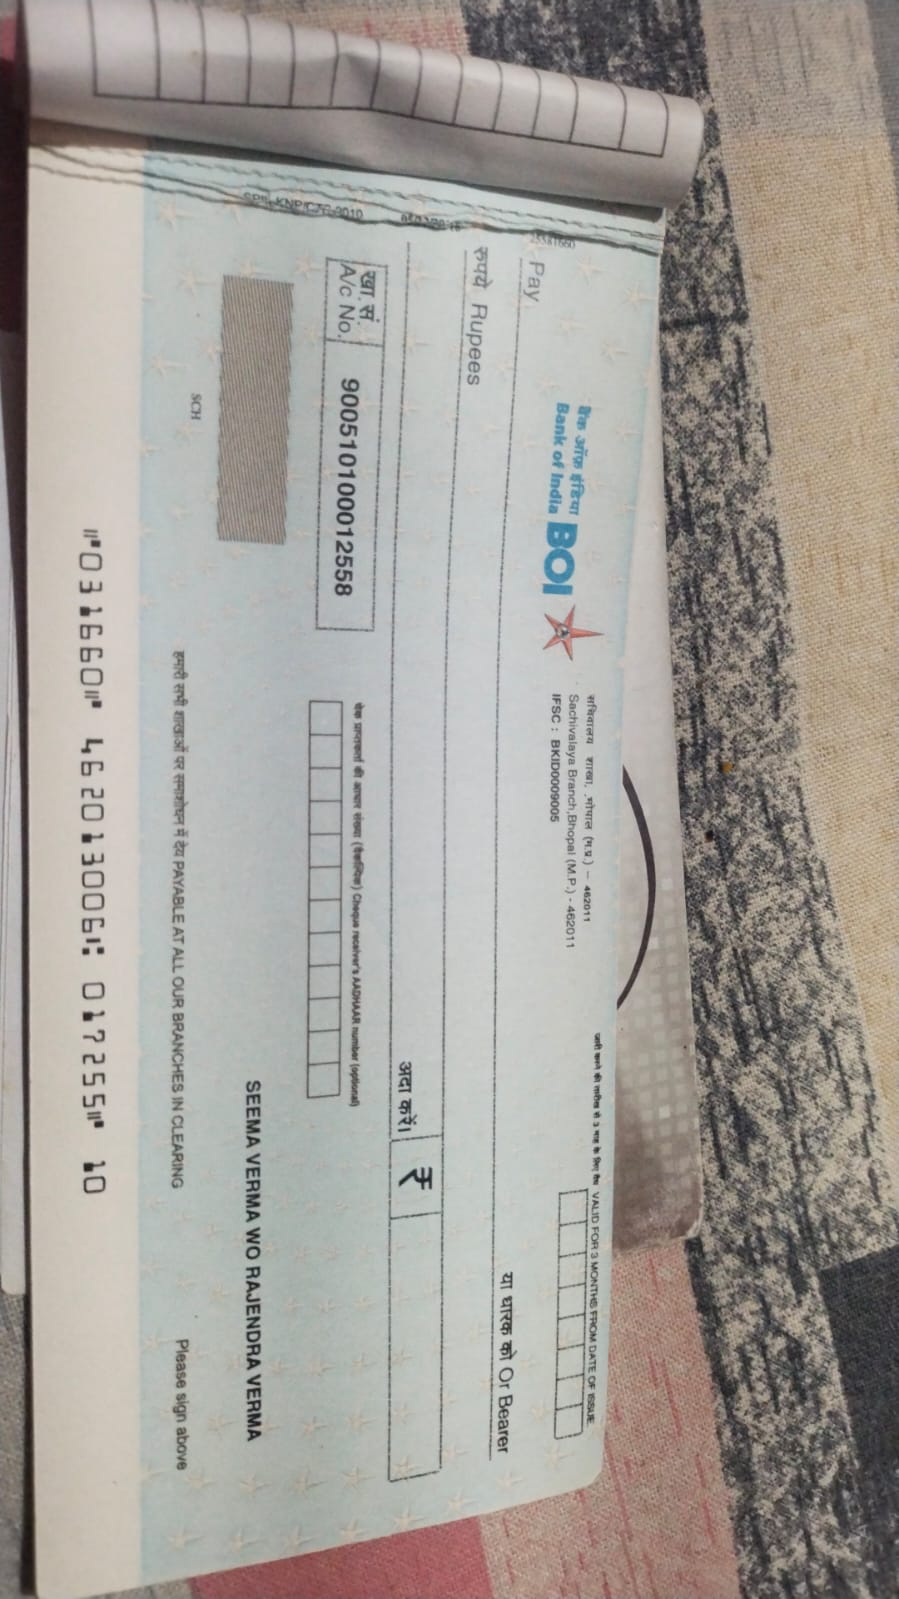 बैंक ऑफ़ इंडिया
Bank of India BOI
सचिवालय शाखा, भोपाल (म.प्र.) – 462011
Sachivalaya Branch,Bhopal (M.P.) - 462011
IFSC : BKID0009005
जारी करने की तारीख से 3 माह के लिए वैध VALID FOR 3 MONTHS FROM DATE OF ISSUE
Pay
या धारक को Or Bearer
रुपये Rupees
अदा करें।
₹
खा.सं.
A/c No.
900510100012558
चेक प्राप्तकर्ता की आधार संख्या (वैकल्पिक) Cheque receiver's AADHAAR number (optional)
SEEMA VERMA WO RAJENDRA VERMA
SCH
हमारी सभी शाखाओं पर समाशोधन में देय PAYABLE AT ALL OUR BRANCHES IN CLEARING
Please sign above
⑈031660⑈ 462013006⑆ 017255⑈ 10